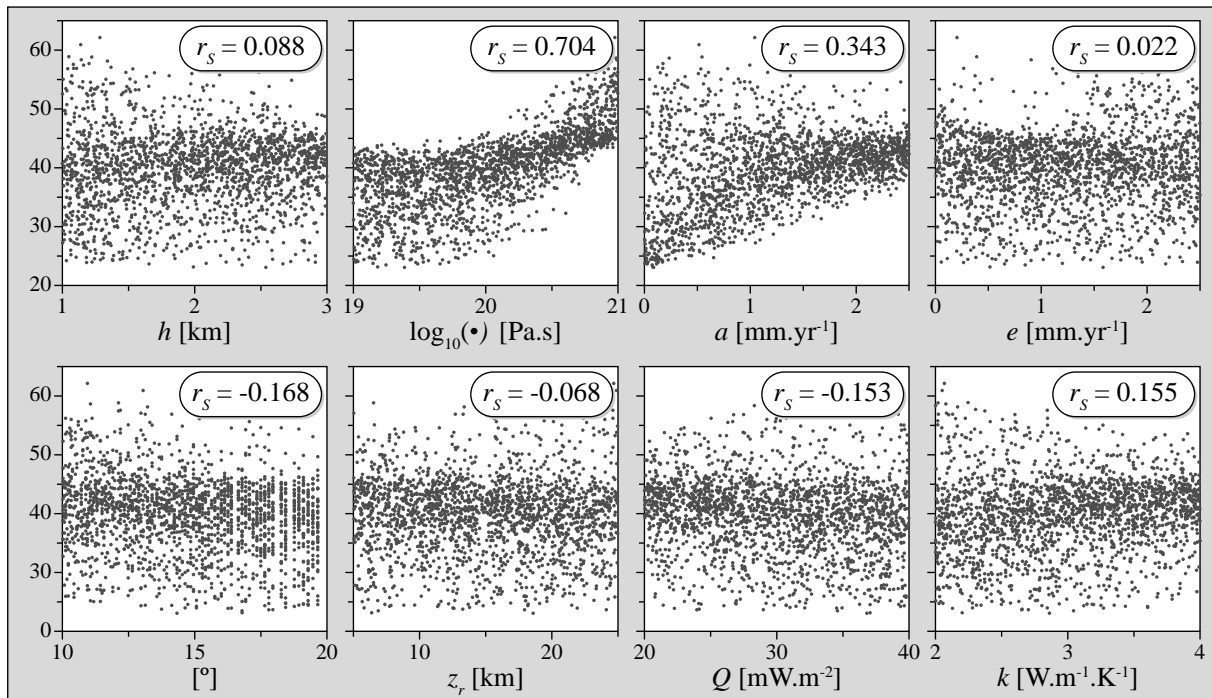 r_S = 0.088
r_S = 0.704
r_S = 0.343
r_S = 0.022
60
50
40
30
20
1 2 3
19 20 21
0 1 2
0 1 2
h [km]
log₁₀(•) [Pa.s]
a [mm.yr⁻¹]
e [mm.yr⁻¹]
r_S = -0.168
r_S = -0.068
r_S = -0.153
r_S = 0.155
60
50
40
30
0
10 15 20
10 20
20 30 40
2 3 4
[º]
z_r [km]
Q [mW.m⁻²]
k [W.m⁻¹.K⁻¹]